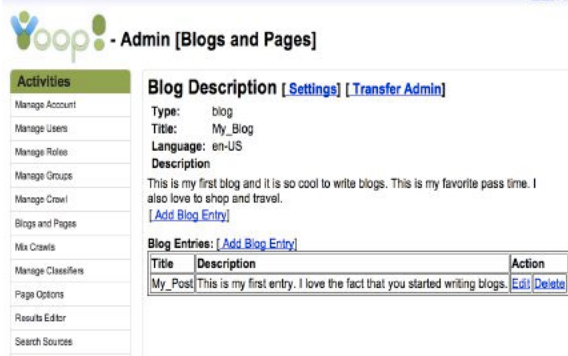 Yoop! - Admin [Blogs and Pages]
Activities
Manage Account
Manage Users
Manage Roles
Manage Groups
Manage Crawl
Blogs and Pages
Mix Crawls
Manage Classifiers
Page Options
Results Editor
Search Sources
Blog Description [ Settings] [ Transfer Admin]
Type: blog
Title: My_Blog
Language: en-US
Description
This is my first blog and it is so cool to write blogs. This is my favorite pass time. I
also love to shop and travel.
[ Add Blog Entry]
Blog Entries: [ Add Blog Entry]
Title Description Action
My_Post This is my first entry. I love the fact that you started writing blogs. Edit Delete